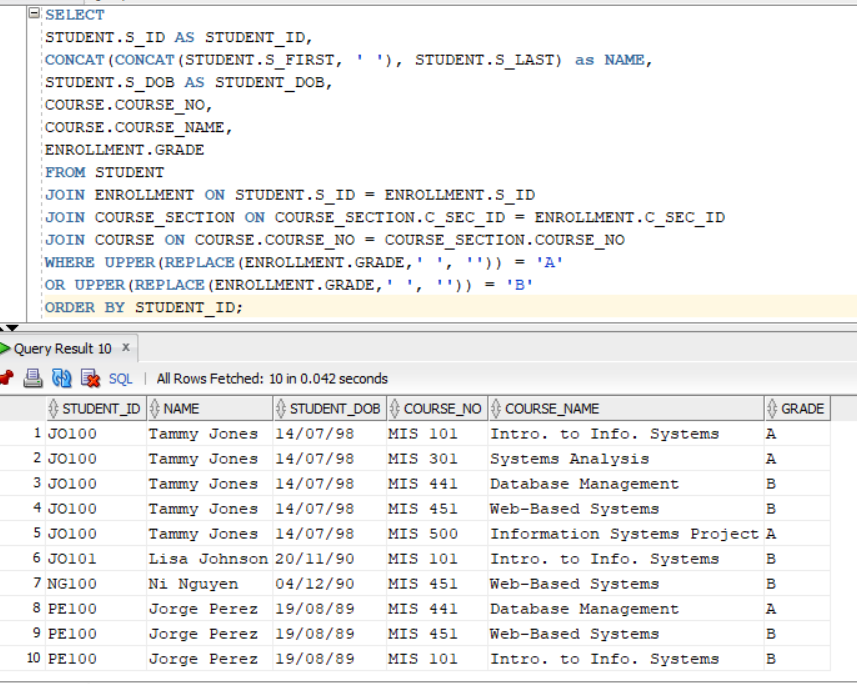 SELECT
STUDENT.S_ID AS STUDENT_ID,
CONCAT(CONCAT(STUDENT.S_FIRST, ' '), STUDENT.S_LAST) as NAME,
STUDENT.S_DOB AS STUDENT_DOB,
COURSE.COURSE_NO,
COURSE.COURSE_NAME,
ENROLLMENT.GRADE
FROM STUDENT
JOIN ENROLLMENT ON STUDENT.S_ID = ENROLLMENT.S_ID
JOIN COURSE_SECTION ON COURSE_SECTION.C_SEC_ID = ENROLLMENT.C_SEC_ID
JOIN COURSE ON COURSE.COURSE_NO = COURSE_SECTION.COURSE_NO
WHERE UPPER(REPLACE(ENROLLMENT.GRADE,' ', '')) = 'A'
OR UPPER(REPLACE(ENROLLMENT.GRADE,' ', '')) = 'B'
ORDER BY STUDENT_ID;
Query Result 10 x
SQL | All Rows Fetched: 10 in 0.042 seconds
STUDENT_ID NAME STUDENT_DOB COURSE_NO COURSE_NAME GRADE
1 JO100 Tammy Jones 14/07/98 MIS 101 Intro. to Info. Systems A
2 JO100 Tammy Jones 14/07/98 MIS 301 Systems Analysis A
3 JO100 Tammy Jones 14/07/98 MIS 441 Database Management B
4 JO100 Tammy Jones 14/07/98 MIS 451 Web-Based Systems B
5 JO100 Tammy Jones 14/07/98 MIS 500 Information Systems Project A
6 JO101 Lisa Johnson 20/11/90 MIS 101 Intro. to Info. Systems B
7 NG100 Ni Nguyen 04/12/90 MIS 451 Web-Based Systems B
8 PE100 Jorge Perez 19/08/89 MIS 441 Database Management A
9 PE100 Jorge Perez 19/08/89 MIS 451 Web-Based Systems B
10 PE100 Jorge Perez 19/08/89 MIS 101 Intro. to Info. Systems B